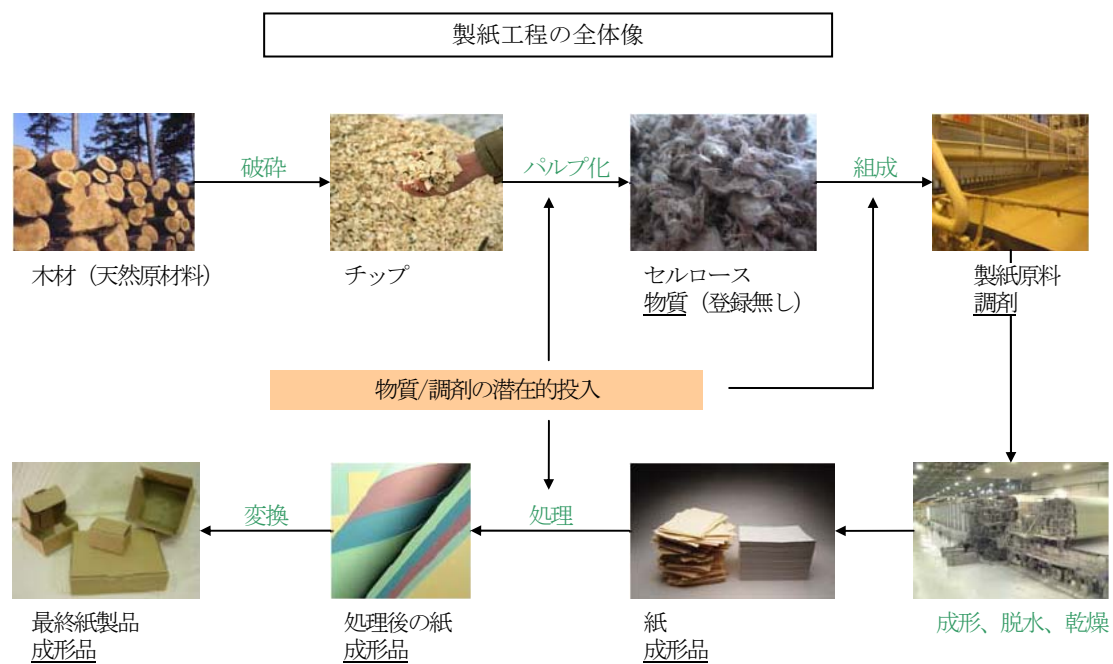 製紙工程の全体像
破砕
パルプ化
組成
木材（天然原材料）
チップ
セルロース
物質（登録無し）
製紙原料
調剤
物質/調剤の潜在的投入
変換
処理
最終紙製品
成形品
処理後の紙
成形品
紙
成形品
成形、脱水、乾燥